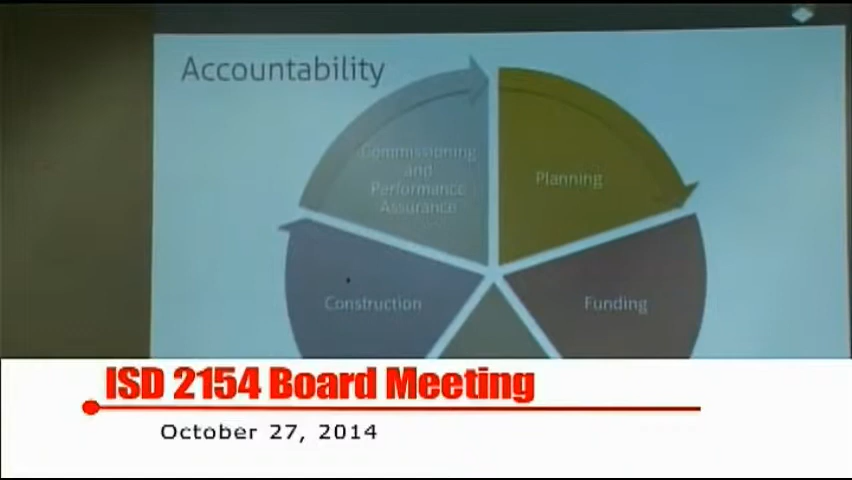 Accountability
Commissioning
and
Performance
Assurance
Planning
Construction
Funding
ISD 2154 Board Meeting
October 27, 2014